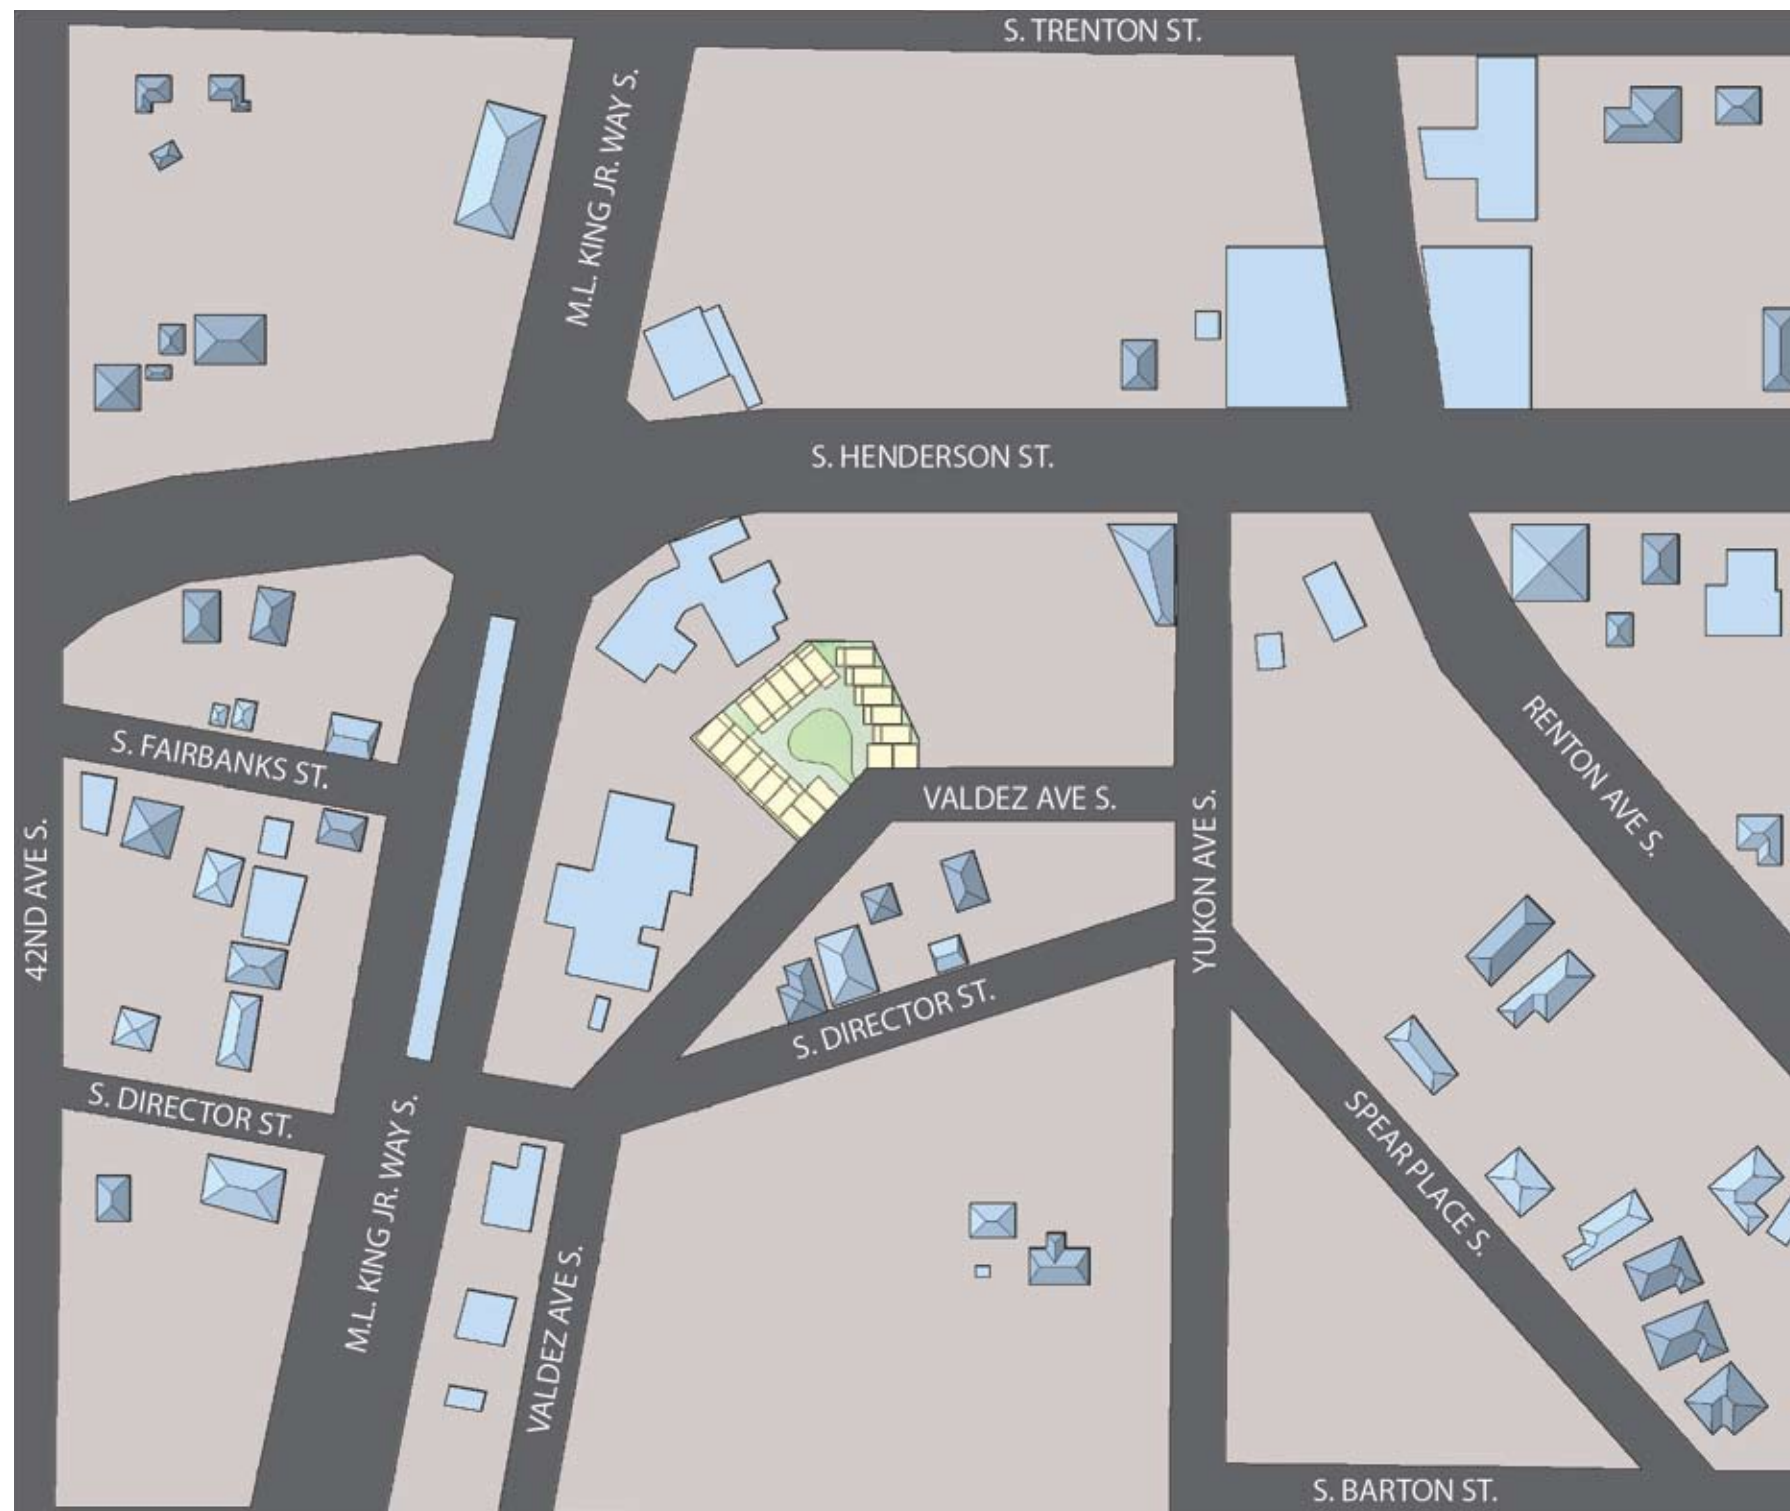 S. TRENTON ST.
M.L. KING JR. WAY S.
S. HENDERSON ST.
S. FAIRBANKS ST.
RENTON AVE S.
VALDEZ AVE S.
42ND AVE S.
YUKON AVE S.
S. DIRECTOR ST.
S. DIRECTOR ST.
M.L. KING JR. WAY S.
SPEAR PLACE S.
VALDEZ AVE S.
S. BARTON ST.